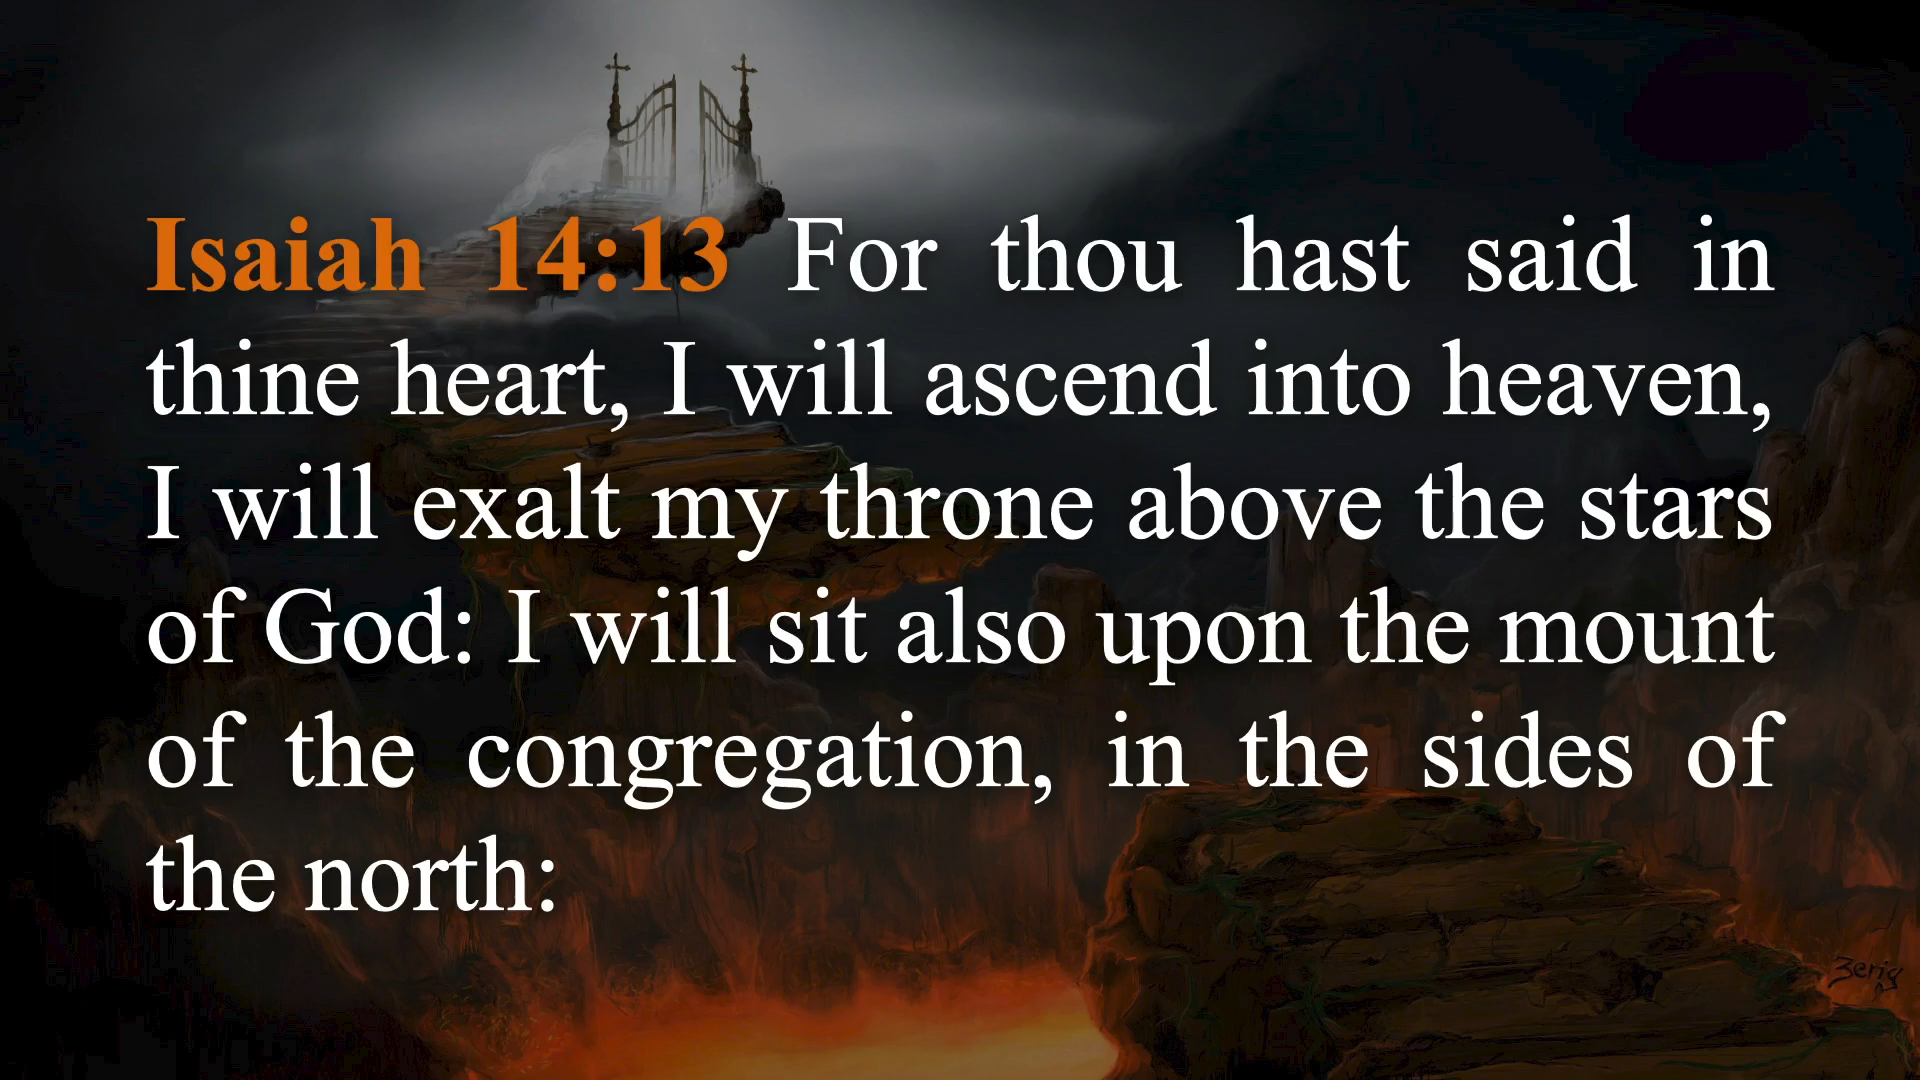 Isaiah 14:13 For thou hast said in
thine heart, I will ascend into heaven,
I will exalt my throne above the stars
of God: I will sit also upon the mount
of the congregation, in the sides of
the north: